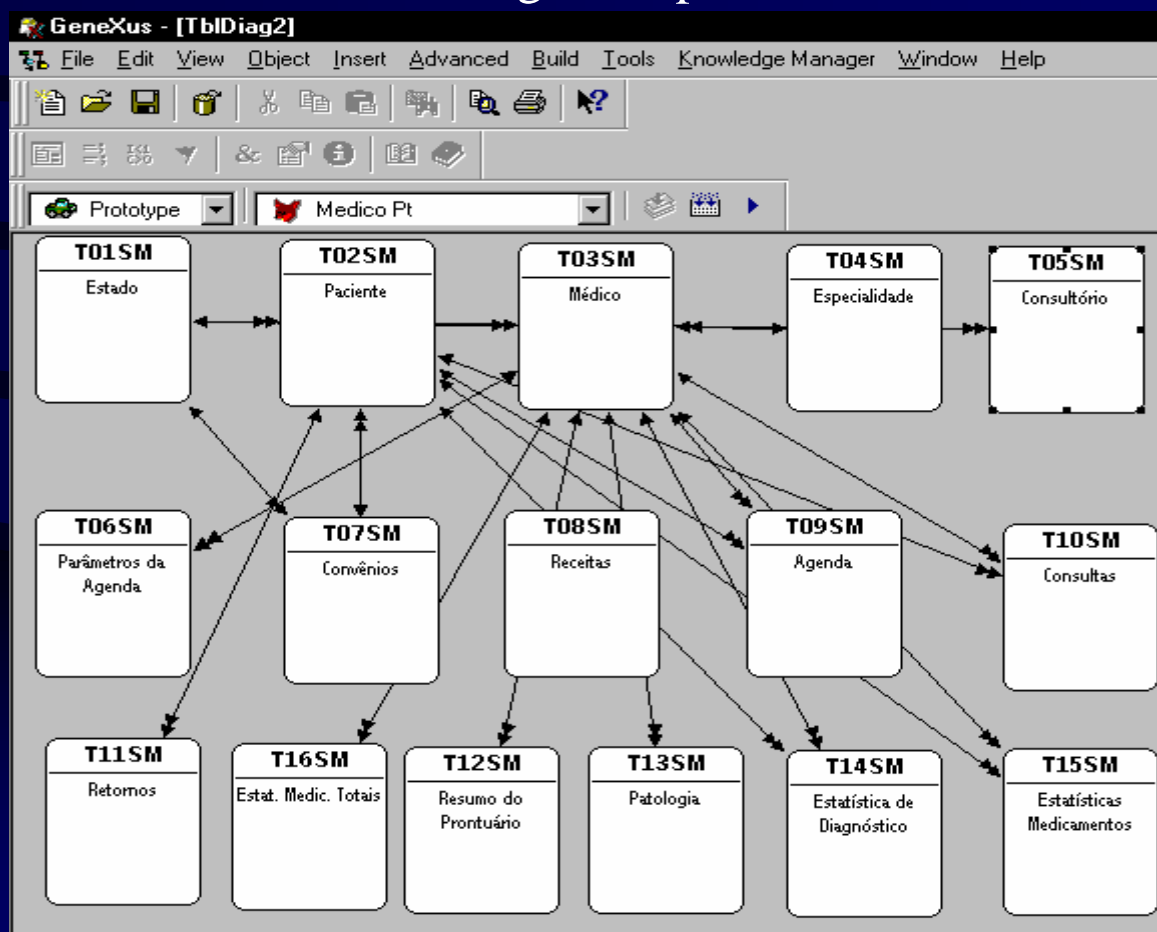 GeneXus - [TblDiag2]
File Edit View Object Insert Advanced Build Tools Knowledge Manager Window Help
Prototype Medico Pt
T01SM
Estado
T02SM
Paciente
T03SM
Médico
T04SM
Especialidade
T05SM
Consultório
T06SM
Parâmetros da
Agenda
T07SM
Convênios
T08SM
Receitas
T09SM
Agenda
T10SM
Consultas
T11SM
Retornos
T16SM
Estat. Medic. Totais
T12SM
Resumo do
Prontuário
T13SM
Patologia
T14SM
Estatística de
Diagnóstico
T15SM
Estatísticas
Medicamentos